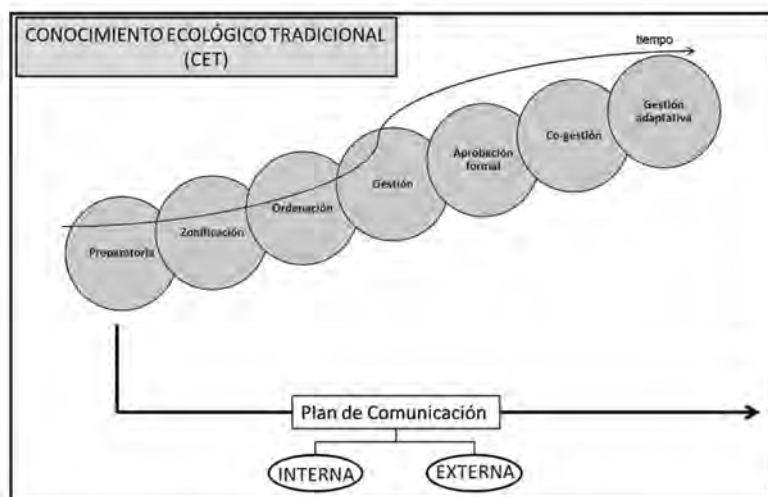 CONOCIMIENTO ECOLÓGICO TRADICIONAL
(CET)
tiempo
Preparatoria
Zonificación
Ordenación
Gestión
Aprobación
formal
Co-gestión
Gestión
adaptativa
Plan de Comunicación
INTERNA
EXTERNA